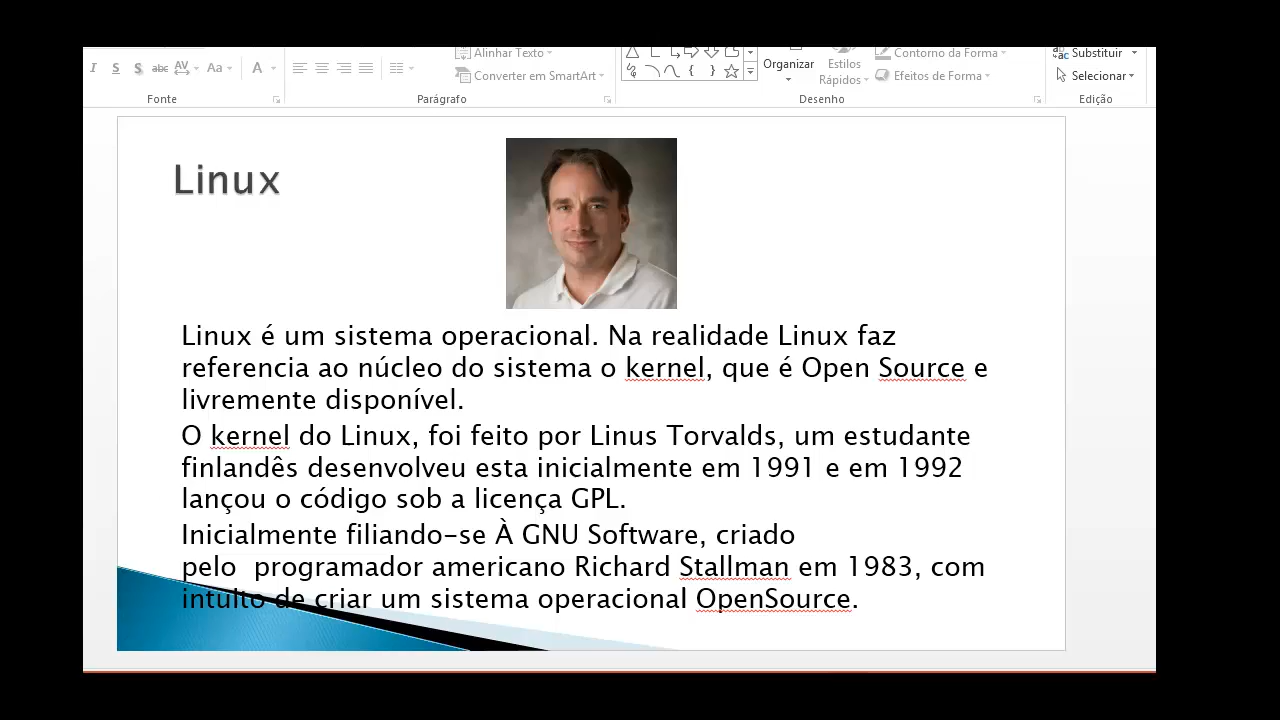 Alinhar Texto
Contorno da Forma
Substituir
I S S abc AV Aa A
Converter em SmartArt
Organizar
Estilos
Rápidos
Efeitos de Forma
Selecionar
Fonte
Parágrafo
Desenho
Edição
Linux
Linux é um sistema operacional. Na realidade Linux faz
referencia ao núcleo do sistema o kernel, que é Open Source e
livremente disponível.
O kernel do Linux, foi feito por Linus Torvalds, um estudante
finlandês desenvolveu esta inicialmente em 1991 e em 1992
lançou o código sob a licença GPL.
Inicialmente filiando-se À GNU Software, criado
pelo  programador americano Richard Stallman em 1983, com
intuito de criar um sistema operacional OpenSource.